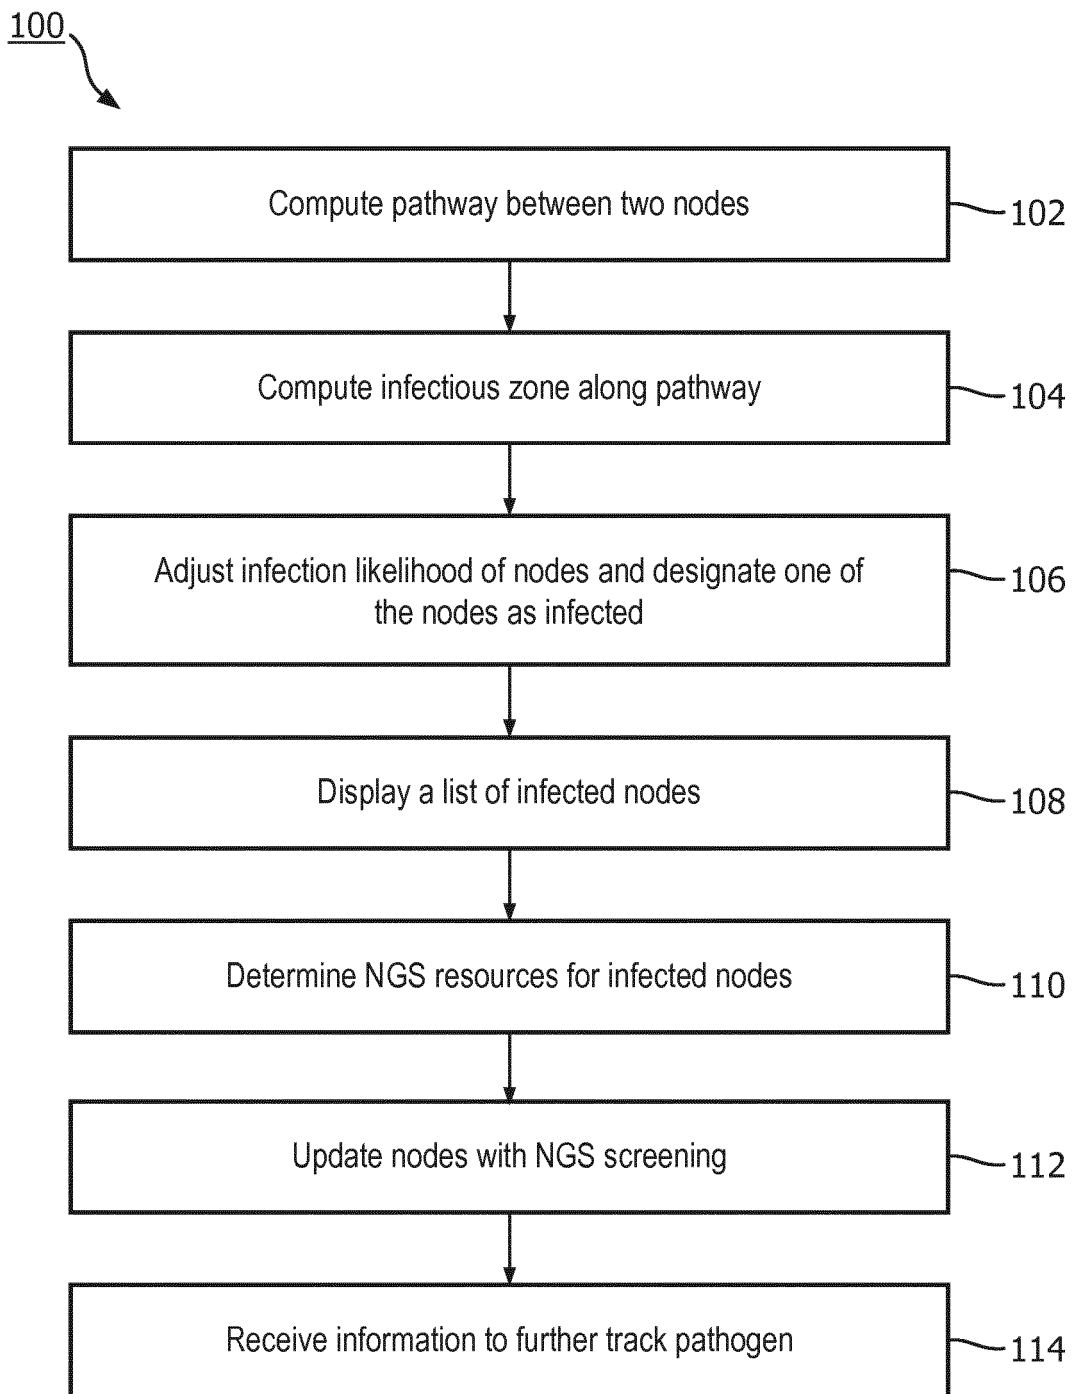 100
Compute pathway between two nodes
102
Compute infectious zone along pathway
104
Adjust infection likelihood of nodes and designate one of
the nodes as infected
106
Display a list of infected nodes
108
Determine NGS resources for infected nodes
110
Update nodes with NGS screening
112
Receive information to further track pathogen
114